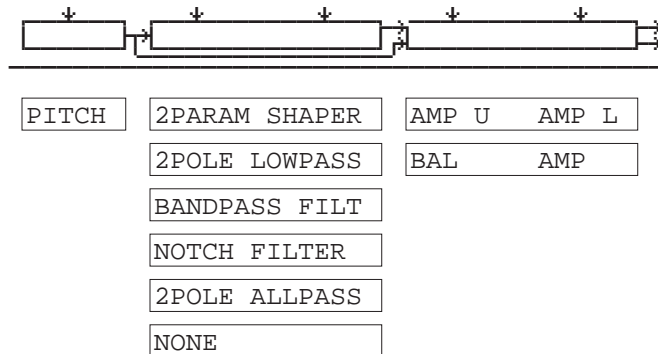 PITCH 2PARAM SHAPER AMP U AMP L
2POLE LOWPASS BAL AMP
BANDPASS FILT
NOTCH FILTER
2POLE ALLPASS
NONE